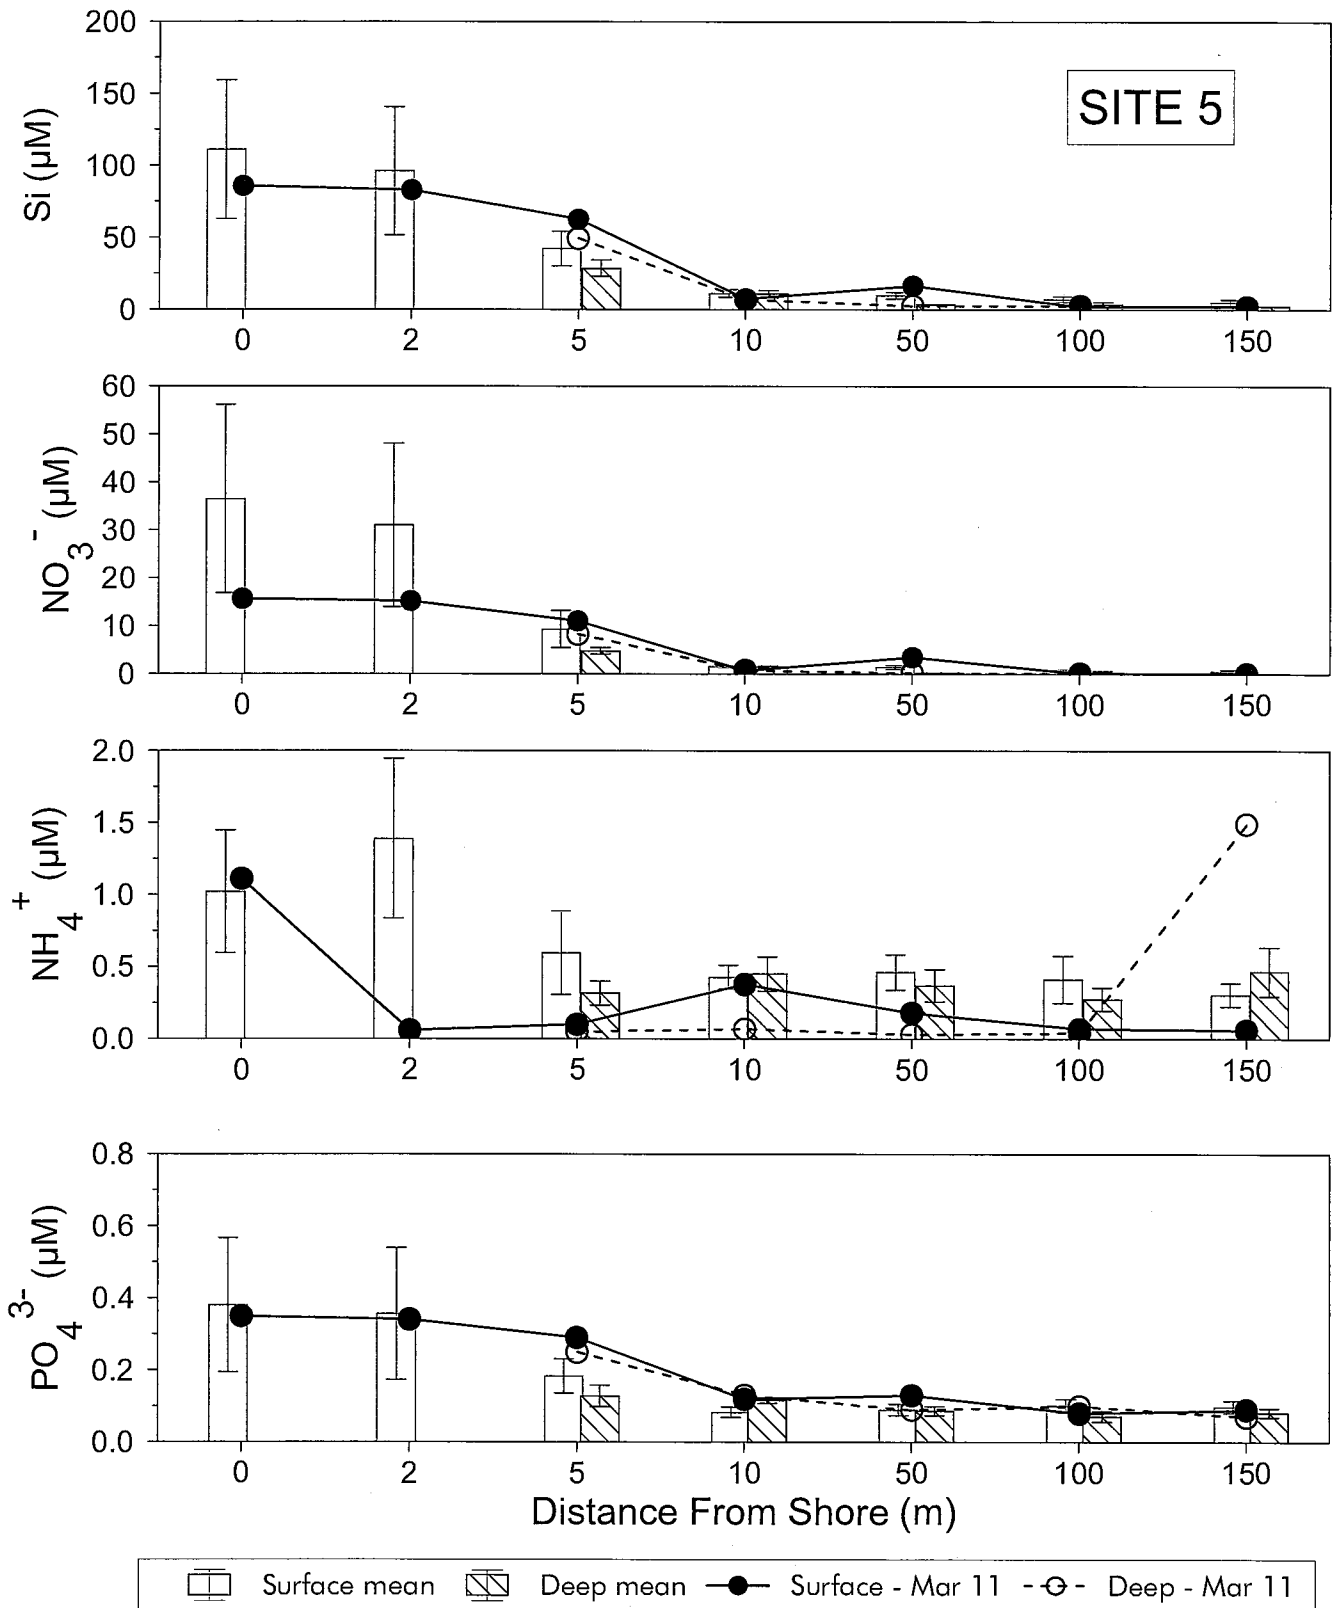 SITE 5
Si (µM)
200
150
100
50
0
0 2 5 10 50 100 150
NO3- (µM)
60
50
40
30
20
10
0
0 2 5 10 50 100 150
NH4+ (µM)
2.0
1.5
1.0
0.5
0.0
0 2 5 10 50 100 150
PO4 3- (µM)
0.8
0.6
0.4
0.2
0.0
0 2 5 10 50 100 150
Distance From Shore (m)
Surface mean Deep mean Surface - Mar 11 Deep - Mar 11